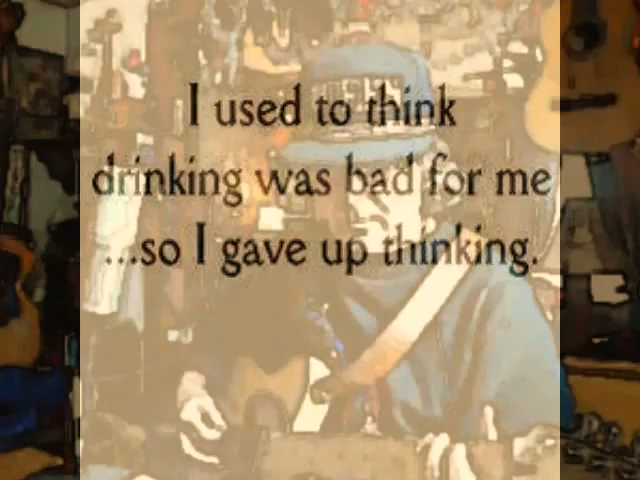 I used to think
drinking was bad for me
...so I gave up thinking.